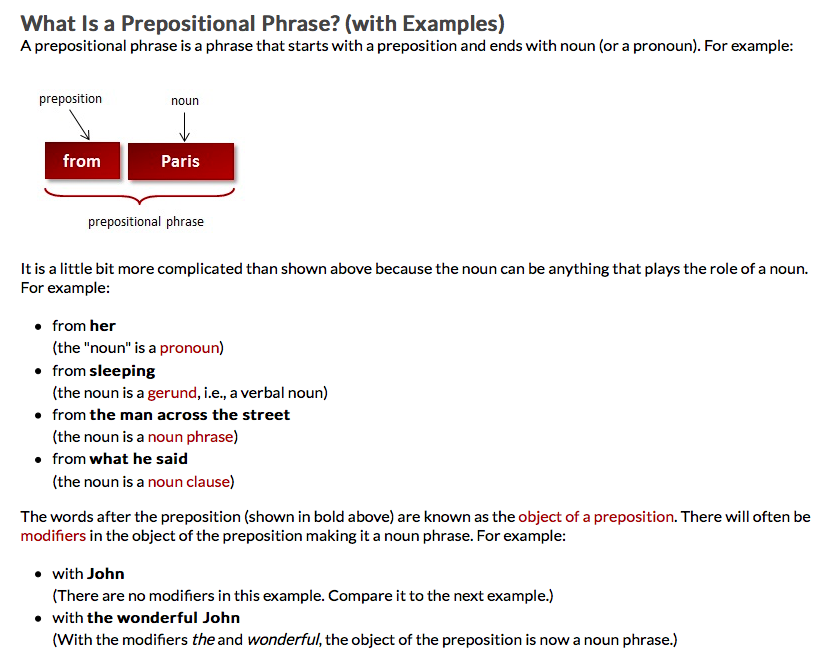 What Is a Prepositional Phrase? (with Examples)
A prepositional phrase is a phrase that starts with a preposition and ends with noun (or a pronoun). For example:
preposition
noun
from
Paris
prepositional phrase
It is a little bit more complicated than shown above because the noun can be anything that plays the role of a noun.
For example:
• from her
(the "noun" is a pronoun)
• from sleeping
(the noun is a gerund, i.e., a verbal noun)
• from the man across the street
(the noun is a noun phrase)
• from what he said
(the noun is a noun clause)
The words after the preposition (shown in bold above) are known as the object of a preposition. There will often be
modifiers in the object of the preposition making it a noun phrase. For example:
• with John
(There are no modifiers in this example. Compare it to the next example.)
• with the wonderful John
(With the modifiers the and wonderful, the object of the preposition is now a noun phrase.)